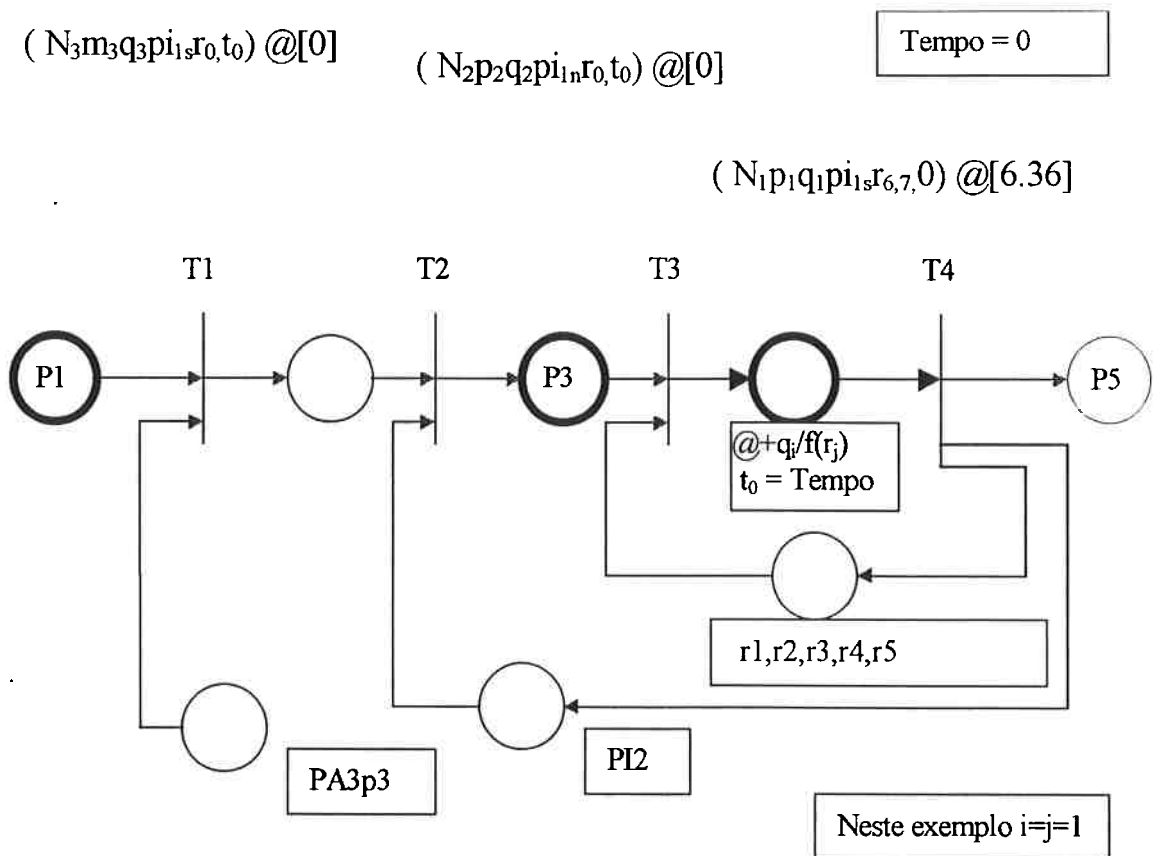 ( N₃m₃q₃pi₁ₛr₀,t₀) @[0]
( N₂p₂q₂pi₁ₙr₀,t₀) @[0]
Tempo = 0
( N₁p₁q₁pi₁ₛr₆,₇,0) @[6.36]
T1
T2
T3
T4
P1
P3
P5
@+qᵢ/f(rⱼ)
t₀ = Tempo
r1,r2,r3,r4,r5
PA3p3
PI2
Neste exemplo i=j=1